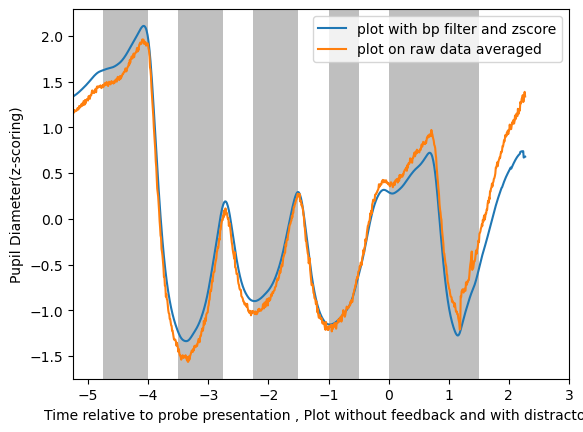 plot with bp filter and zscore
plot on raw data averaged
Pupil Diameter(z-scoring)
2.0
1.5
1.0
0.5
0.0
−0.5
−1.0
−1.5
−5 −4 −3 −2 −1 0 1 2 3
Time relative to probe presentation , Plot without feedback and with distracto